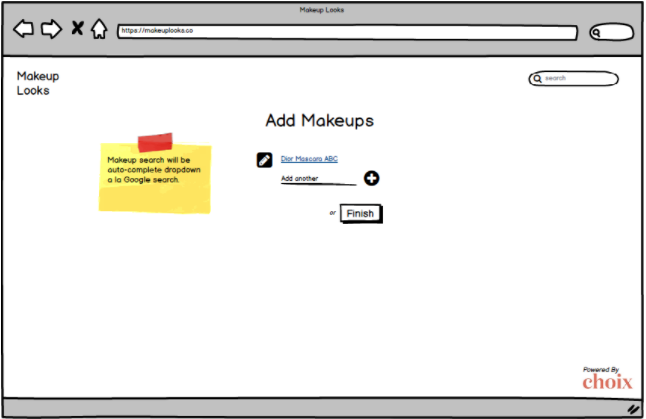 Makeup Looks
https://makeuplooks.co
Makeup
Looks
search
Add Makeups
Makeup search will be
auto-complete dropdown
a la Google search.
Dior Mascara ABC
Add another
or Finish
Powered By
choix